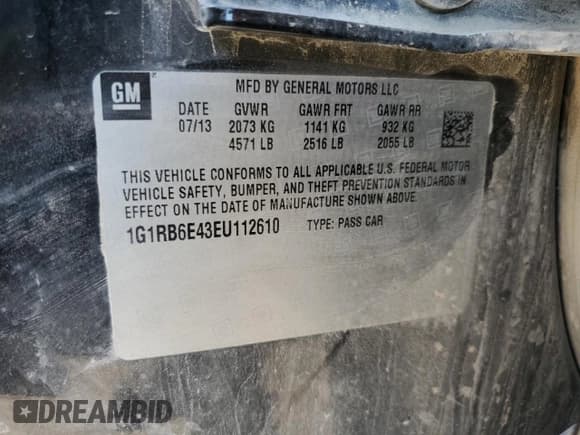 GM
MFD BY GENERAL MOTORS LLC
DATE GVWR GAWR FRT GAWR RR
07/13 2073 KG 1141 KG 932 KG
4571 LB 2516 LB 2055 LB
THIS VEHICLE CONFORMS TO ALL APPLICABLE U.S. FEDERAL MOTOR
VEHICLE SAFETY, BUMPER, AND THEFT PREVENTION STANDARDS IN
EFFECT ON THE DATE OF MANUFACTURE SHOWN ABOVE.
1G1RB6E43EU112610 TYPE: PASS CAR
DREAMBID